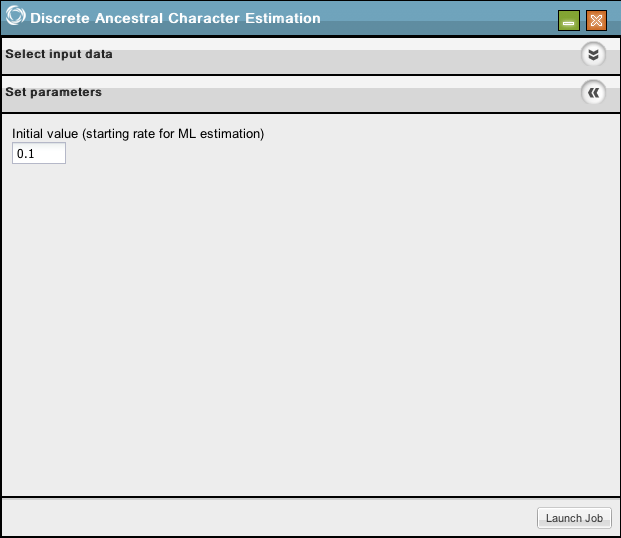 Discrete Ancestral Character Estimation
Select input data
Set parameters
Initial value (starting rate for ML estimation)
0.1
Launch Job